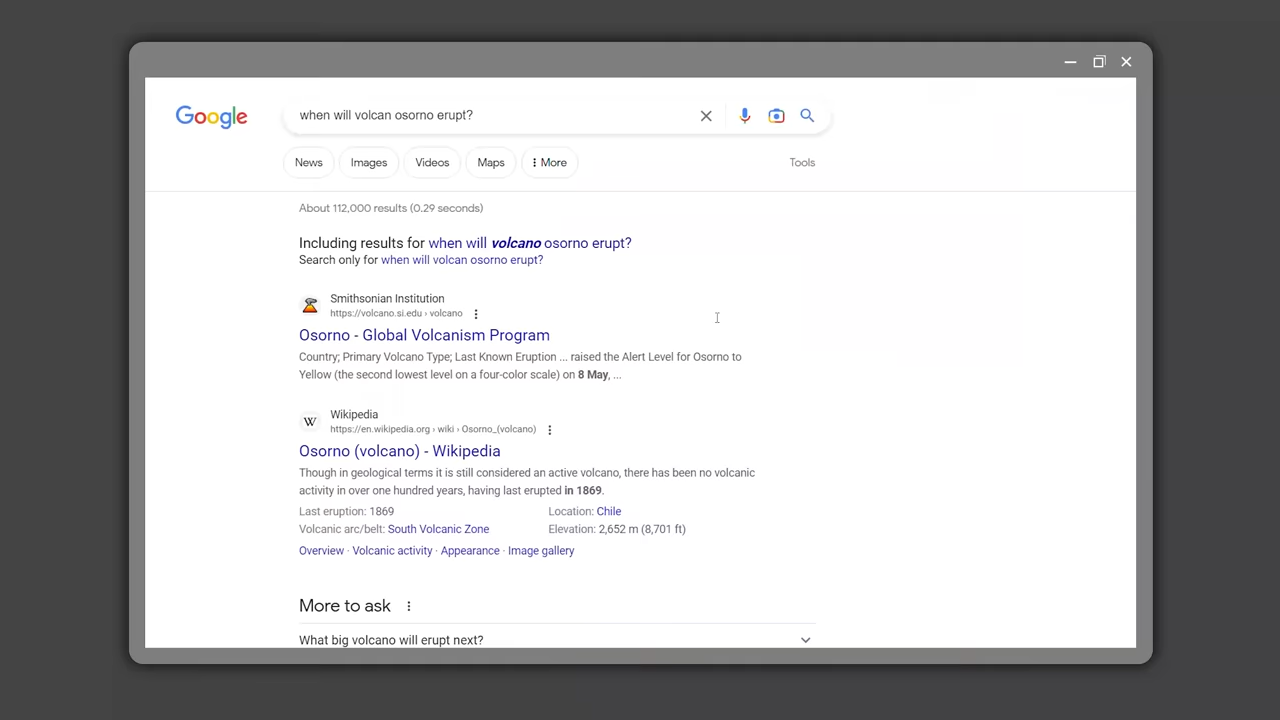 Google
when will volcan osorno erupt?
News Images Videos Maps More Tools
About 112,000 results (0.29 seconds)
Including results for when will volcano osorno erupt?
Search only for when will volcan osorno erupt?
Smithsonian Institution
https://volcano.si.edu › volcano
Osorno - Global Volcanism Program
Country; Primary Volcano Type; Last Known Eruption ... raised the Alert Level for Osorno to
Yellow (the second lowest level on a four-color scale) on 8 May, ...
W
Wikipedia
https://en.wikipedia.org › wiki › Osorno_(volcano)
Osorno (volcano) - Wikipedia
Though in geological terms it is still considered an active volcano, there has been no volcanic
activity in over one hundred years, having last erupted in 1869.
Last eruption: 1869 Location: Chile
Volcanic arc/belt: South Volcanic Zone Elevation: 2,652 m (8,701 ft)
Overview · Volcanic activity · Appearance · Image gallery
More to ask
What big volcano will erupt next?